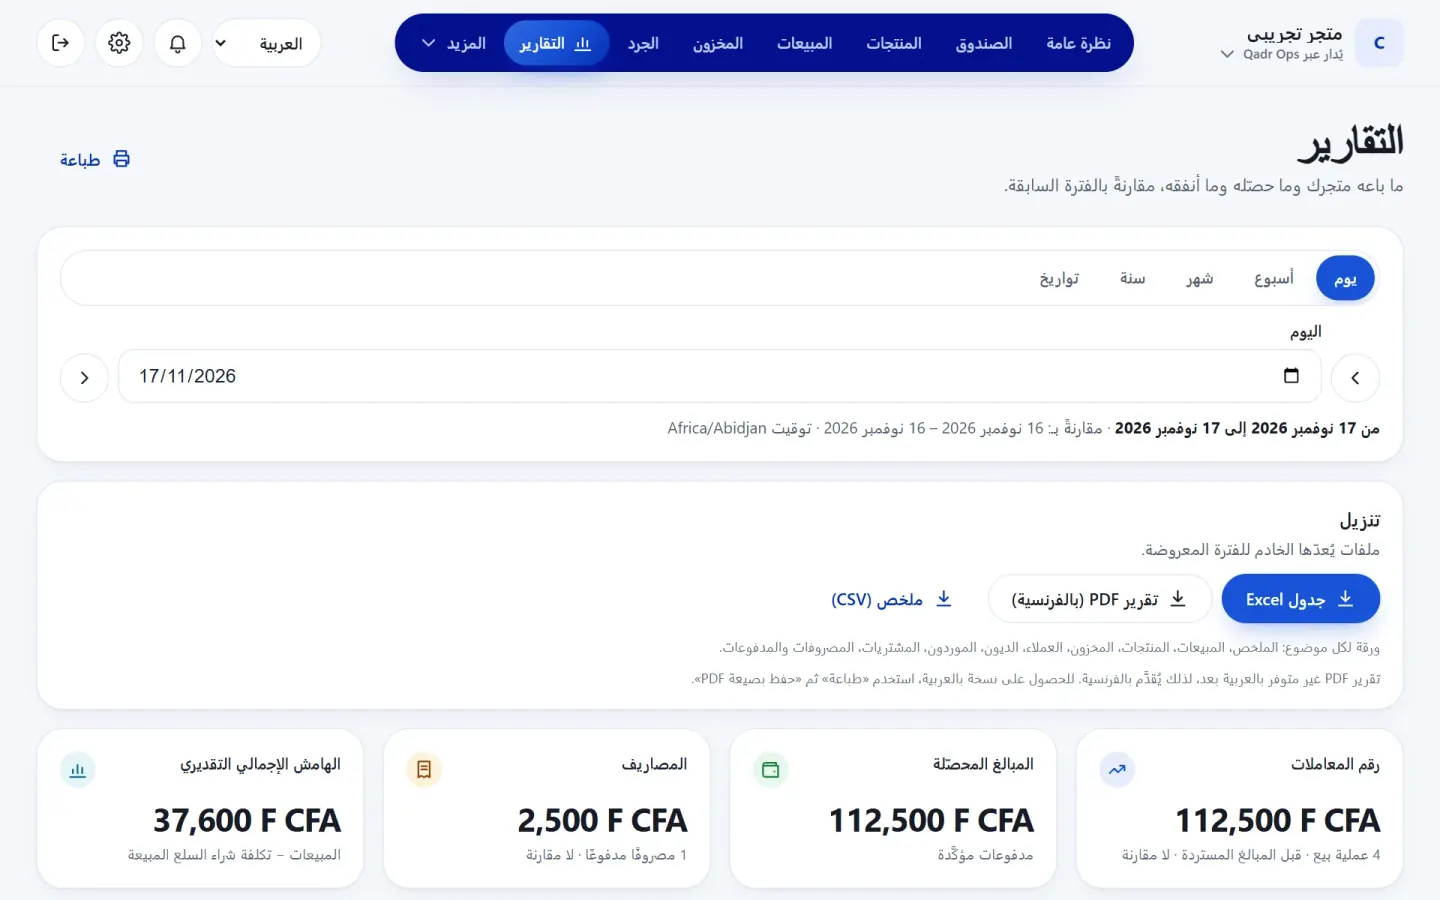 C
متجر تجريبي
يُدار عبر Qadr Ops
نظرة عامة
الصندوق
المنتجات
المبيعات
المخزون
الجرد
التقارير
المزيد
العربية
التقارير
ما باعه متجرك وما حصّله وما أنفقه، مقارنةً بالفترة السابقة.
طباعة
يوم
أسبوع
شهر
سنة
تواريخ
اليوم
17/11/2026
من 17 نوفمبر 2026 إلى 17 نوفمبر 2026 · مقارنةً بـ: 16 نوفمبر 2026 – 16 نوفمبر 2026 · توقيت Africa/Abidjan
تنزيل
ملفات يُعدّها الخادم للفترة المعروضة.
جدول Excel
تقرير PDF (بالفرنسية)
ملخص (CSV)
ورقة لكل موضوع: الملخص، المبيعات، المنتجات، المخزون، العملاء، الديون، الموردون، المشتريات، المصروفات والمدفوعات.
تقرير PDF غير متوفر بالعربية بعد، لذلك يُقدَّم بالفرنسية. للحصول على نسخة بالعربية، استخدم «طباعة» ثم «حفظ بصيغة PDF».
رقم المعاملات
112,500 F CFA
4 عملية بيع · قبل المبالغ المستردة · لا مقارنة
المبالغ المحصّلة
112,500 F CFA
مدفوعات مؤكَّدة
المصاريف
2,500 F CFA
1 مصروفًا مدفوعًا · لا مقارنة
الهامش الإجمالي التقديري
37,600 F CFA
المبيعات − تكلفة شراء السلع المبيعة